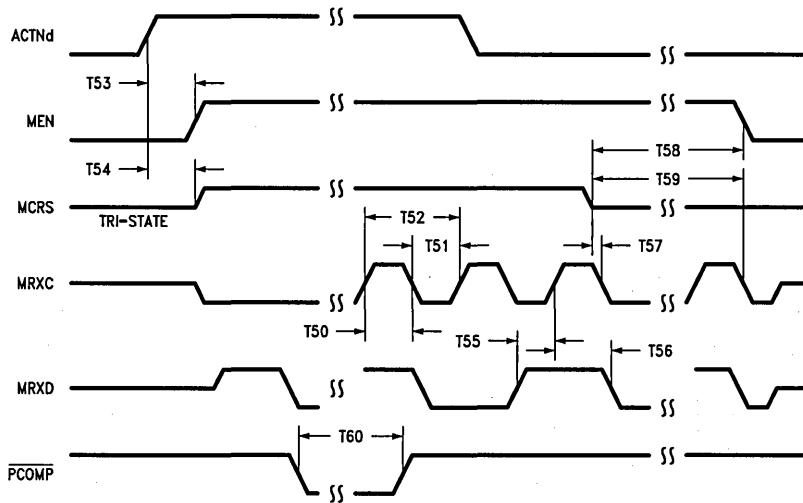 ACTNd
T53
MEN
T58
T54
T59
MCRS
TRI-STATE
T52
T51
T57
MRXC
T50
T55
T56
MRXD
T60
PCOMP